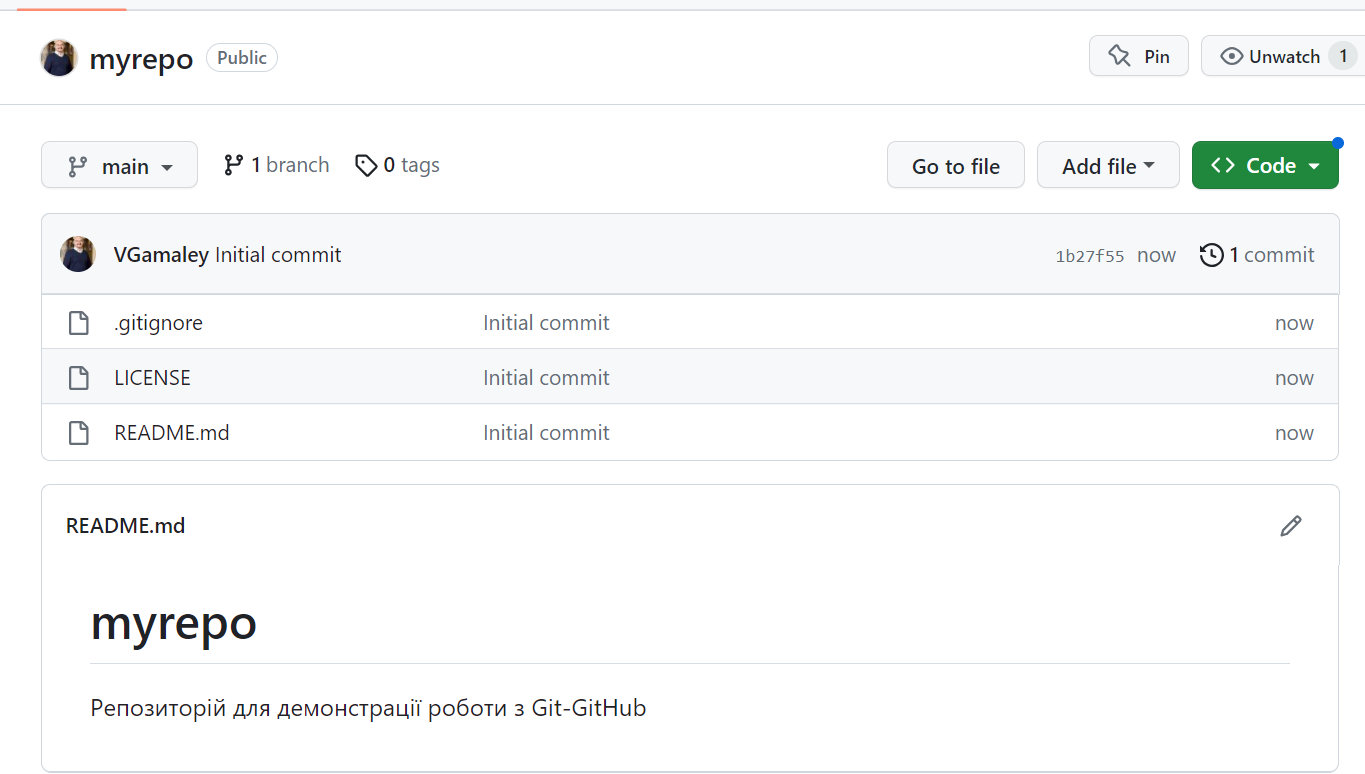 myrepo Public Pin Unwatch 1
main 1 branch 0 tags Go to file Add file Code
VGamaley Initial commit 1b27f55 now 1 commit
.gitignore Initial commit now
LICENSE Initial commit now
README.md Initial commit now
README.md
myrepo
Репозиторій для демонстрації роботи з Git-GitHub